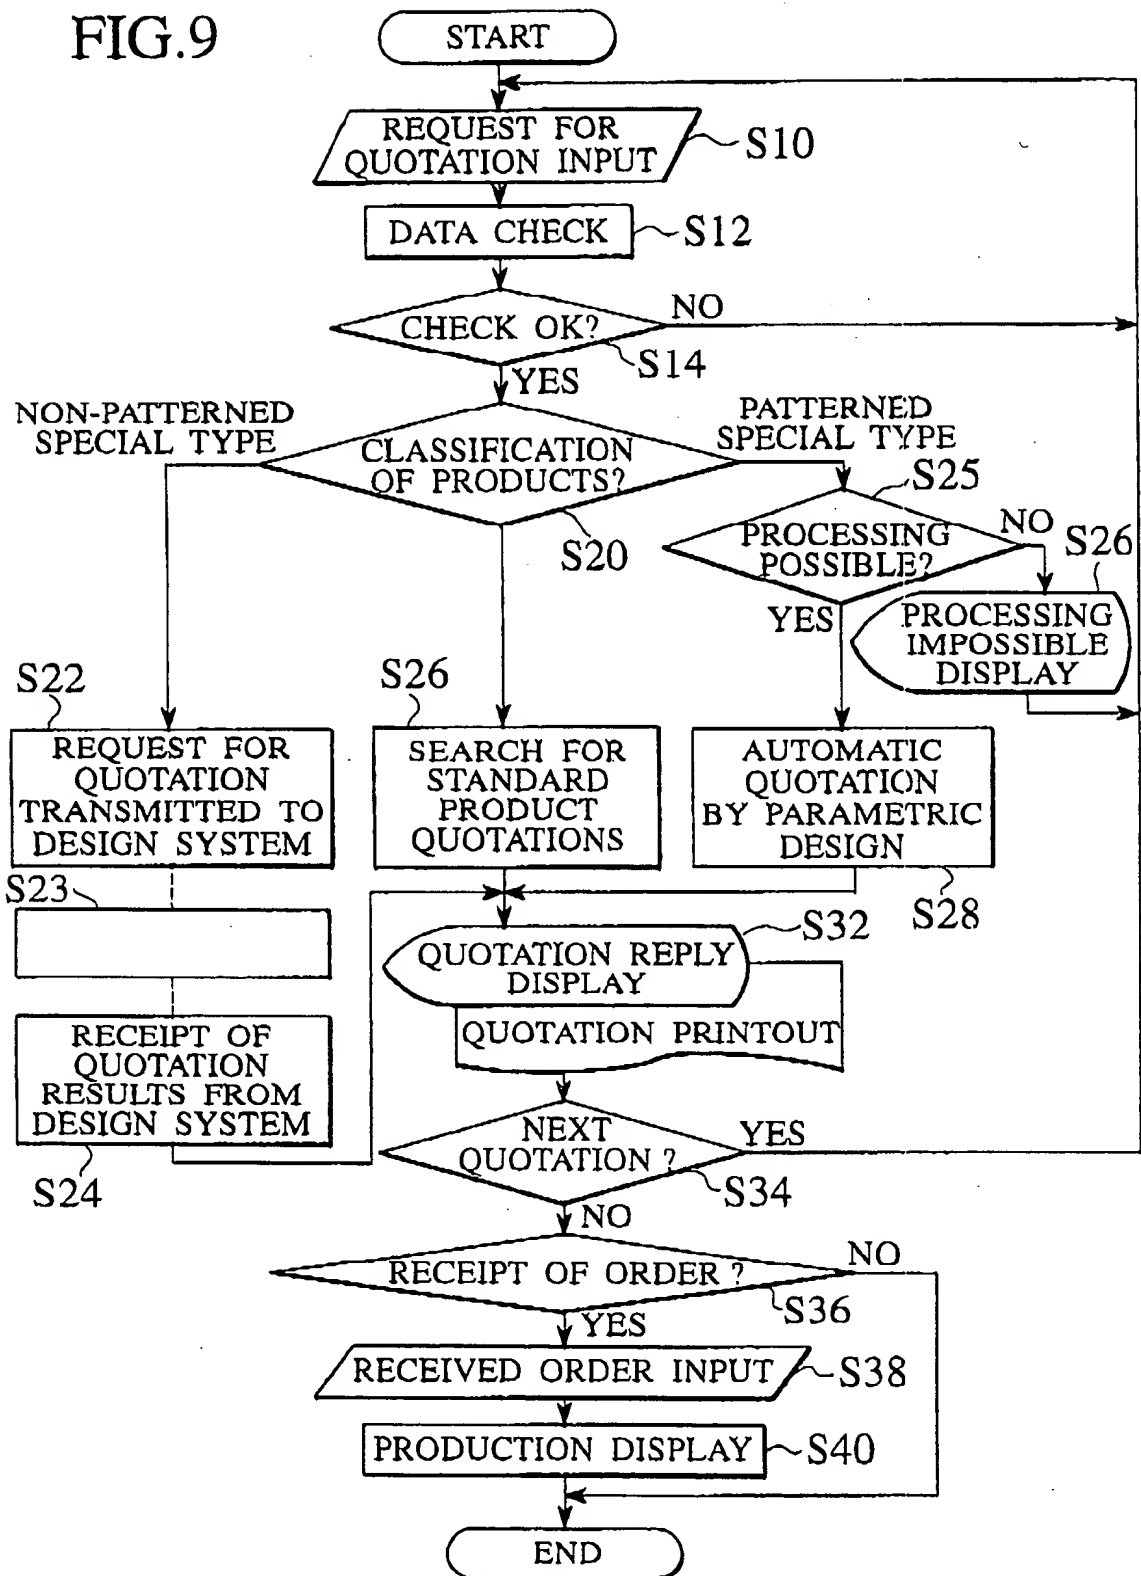 FIG.9
START
REQUEST FOR
QUOTATION INPUT
S10
DATA CHECK
S12
CHECK OK?
NO
S14
YES
NON-PATTERNED
SPECIAL TYPE
CLASSIFICATION
OF PRODUCTS?
S20
PATTERNED
SPECIAL TYPE
S25
PROCESSING
POSSIBLE?
NO
S26
YES
PROCESSING
IMPOSSIBLE
DISPLAY
S22
REQUEST FOR
QUOTATION
TRANSMITTED TO
DESIGN SYSTEM
S26
SEARCH FOR
STANDARD
PRODUCT
QUOTATIONS
AUTOMATIC
QUOTATION
BY PARAMETRIC
DESIGN
S28
S23
RECEIPT OF
QUOTATION
RESULTS FROM
DESIGN SYSTEM
S24
QUOTATION REPLY
DISPLAY
S32
QUOTATION PRINTOUT
NEXT
QUOTATION ?
YES
S34
NO
RECEIPT OF ORDER ?
NO
S36
YES
RECEIVED ORDER INPUT
S38
PRODUCTION DISPLAY
S40
END